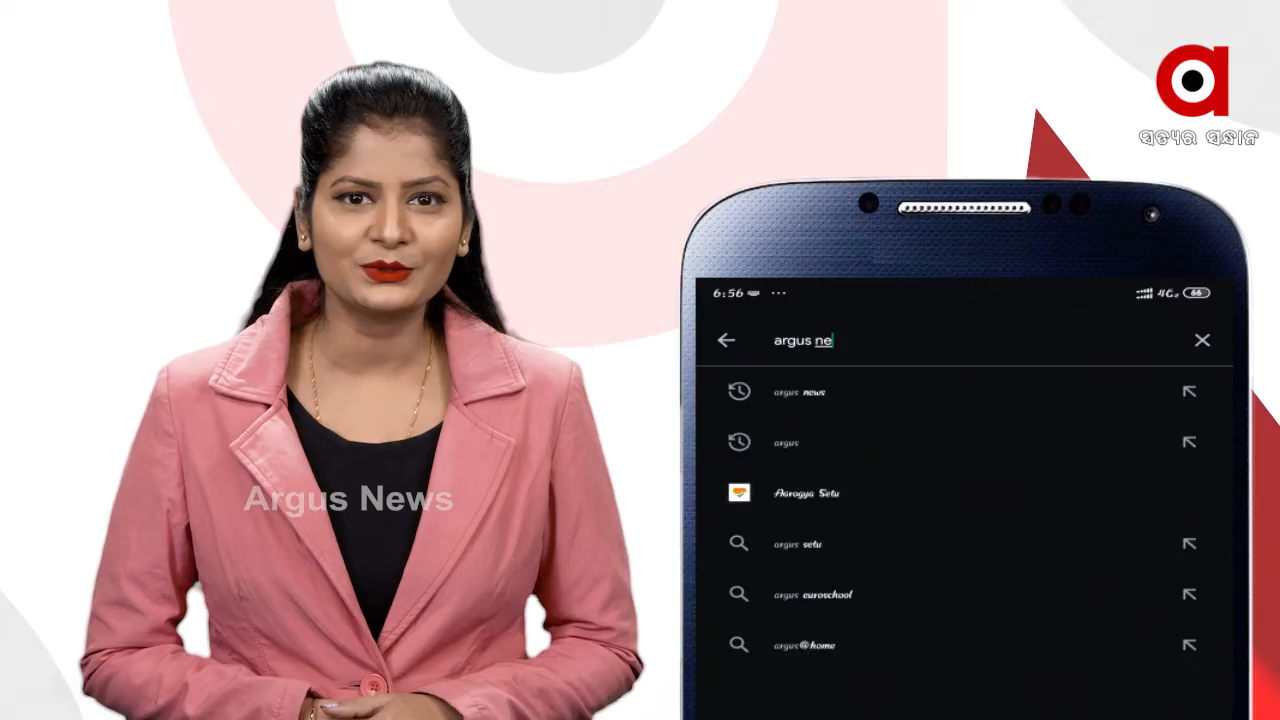 ସତ୍ୟର ସନ୍ଧାନ
Argus News
6:56
4G 66
argus ne
argus news
argus
Aarogya Setu
argus setu
argus euroschool
argus@home